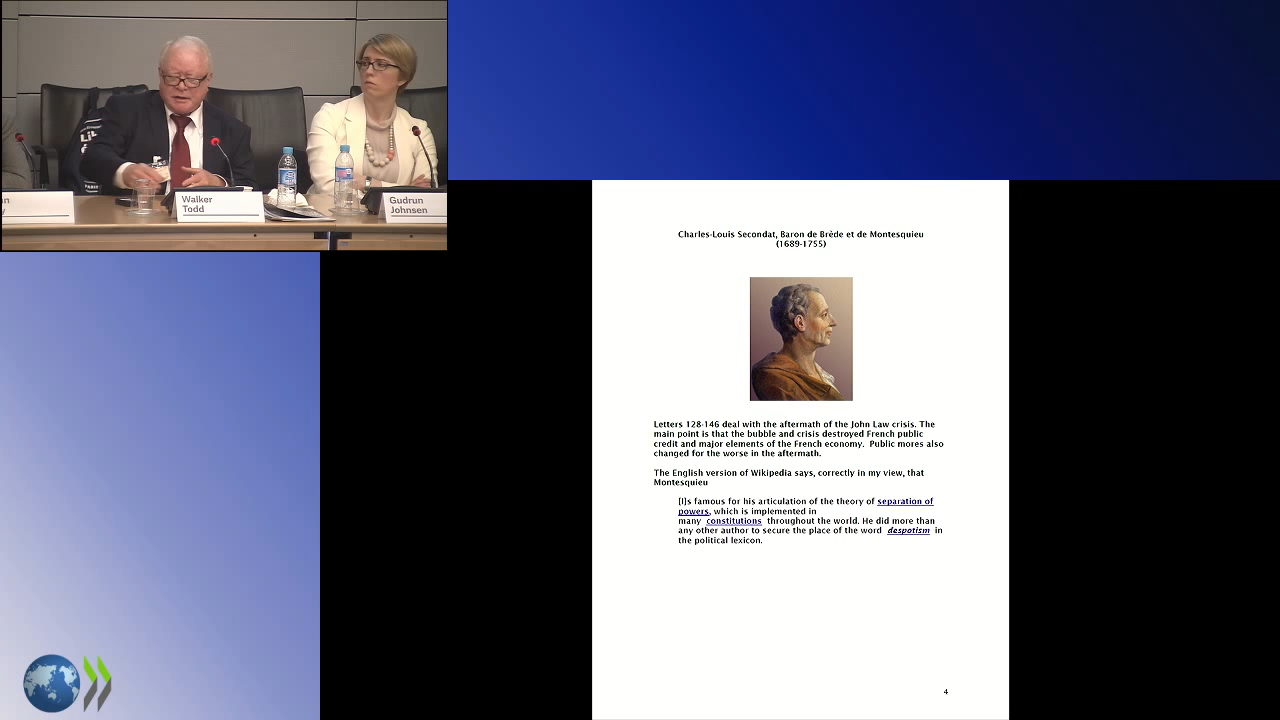 Walker
Todd
Gudrun
Johnsen
PARIS
Charles-Louis Secondat, Baron de Brède et de Montesquieu
(1689-1755)
Letters 128-146 deal with the aftermath of the John Law crisis. The
main point is that the bubble and crisis destroyed French public
credit and major elements of the French economy. Public mores also
changed for the worse in the aftermath.
The English version of Wikipedia says, correctly in my view, that
Montesquieu
[I]s famous for his articulation of the theory of separation of
powers, which is implemented in
many constitutions throughout the world. He did more than
any other author to secure the place of the word despotism in
the political lexicon.
4